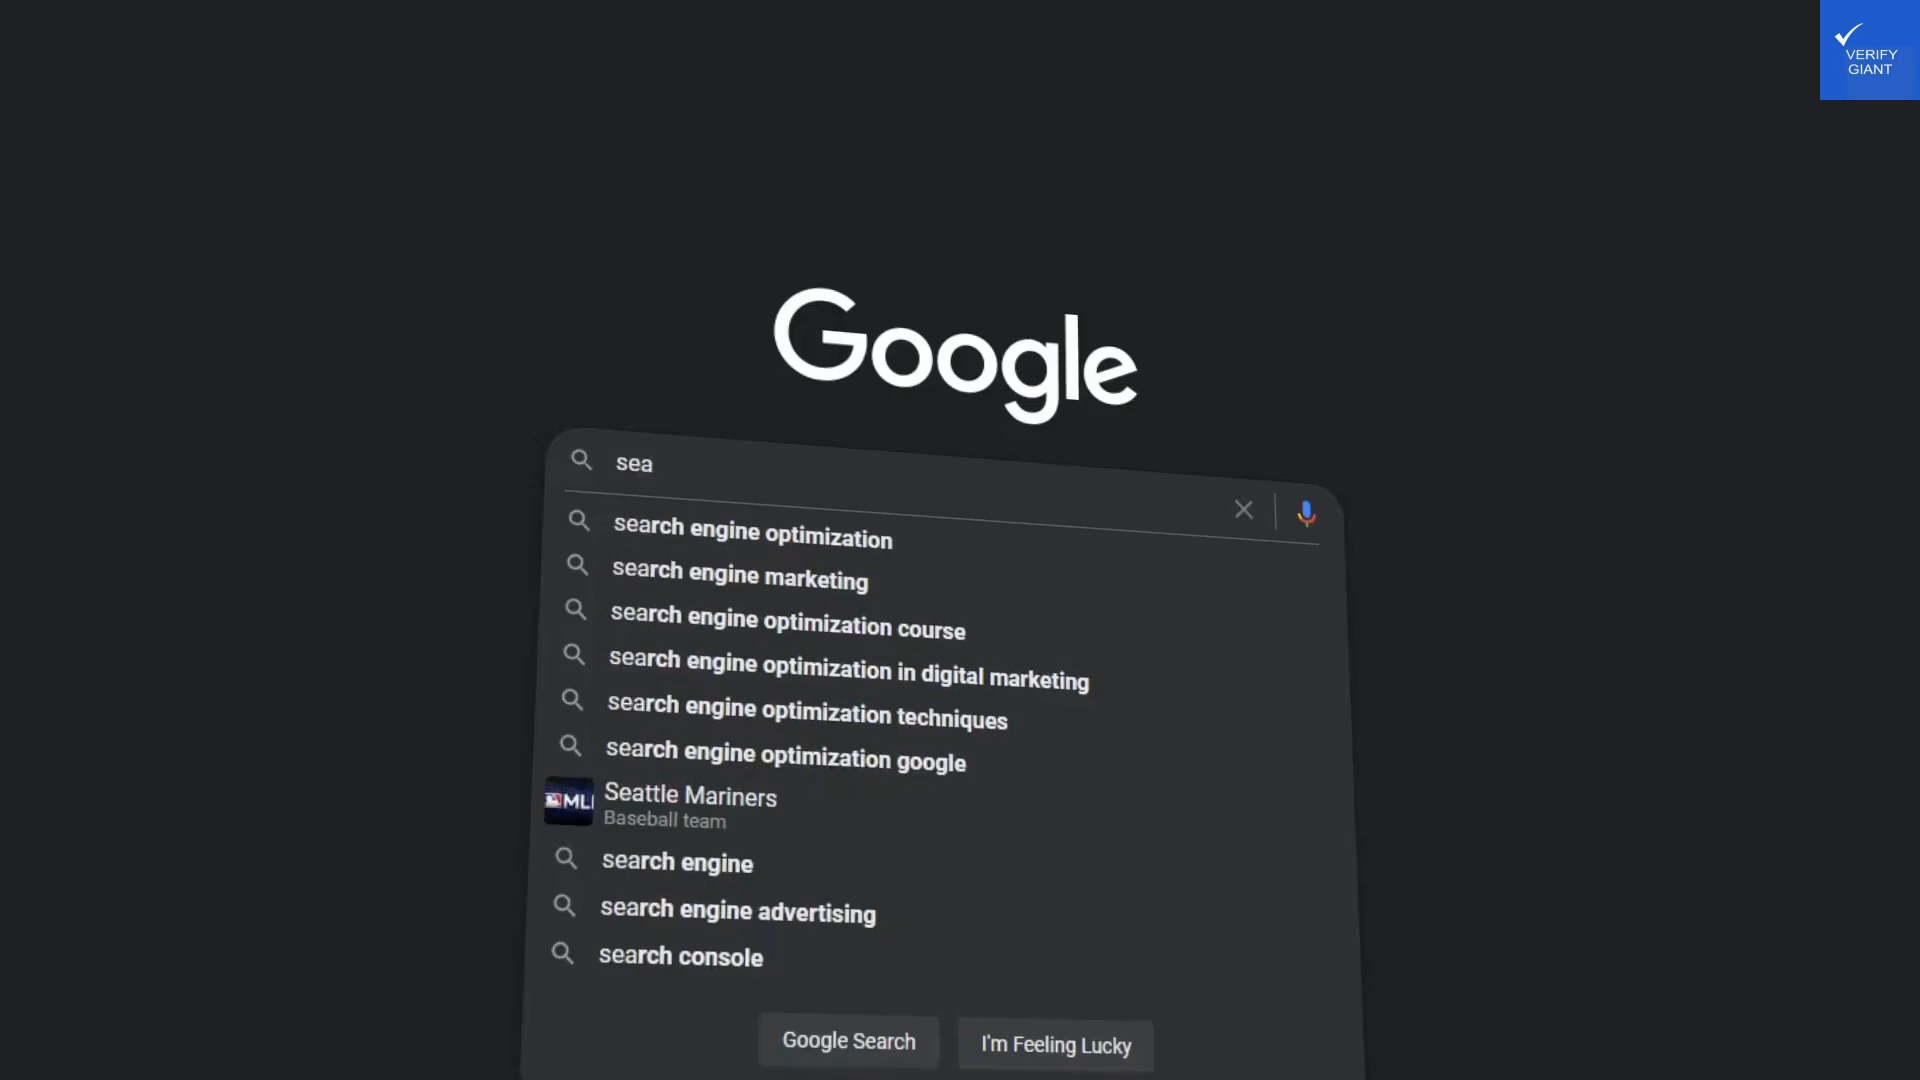 VERIFY
GIANT
Google
sea
search engine optimization
search engine marketing
search engine optimization course
search engine optimization in digital marketing
search engine optimization techniques
search engine optimization google
MLB
Seattle Mariners
Baseball team
search engine
search engine advertising
search console
Google Search
I'm Feeling Lucky